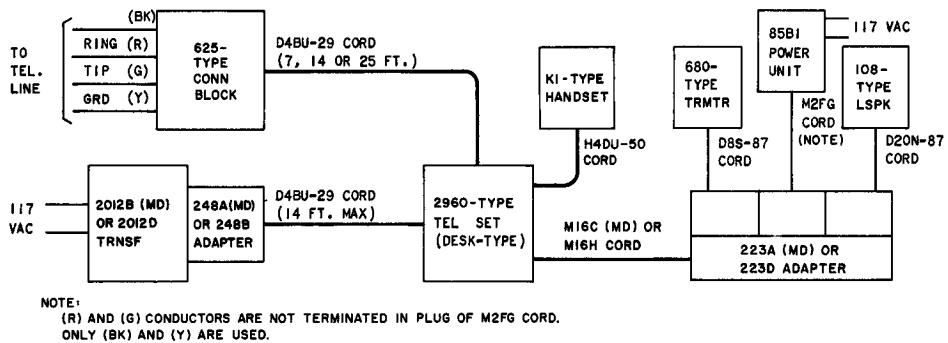 TO
TEL.
LINE
(BK)
RING (R)
TIP (G)
GRD (Y)
625-
TYPE
CONN
BLOCK
D4BU-29 CORD
(7, 14 OR 25 FT.)
K1-TYPE
HANDSET
H4DU-50
CORD
680-
TYPE
TRMTR
D8S-87
CORD
85B1
POWER
UNIT
117 VAC
M2FG
CORD
(NOTE)
108-
TYPE
LSPK
D20N-87
CORD
117
VAC
2012B (MD)
OR 2012D
TRNSF
248A(MD)
OR 248B
ADAPTER
D4BU-29 CORD
(14 FT. MAX)
2960-TYPE
TEL SET
(DESK-TYPE)
M16C (MD) OR
M16H CORD
223A (MD) OR
223D ADAPTER
NOTE:
(R) AND (G) CONDUCTORS ARE NOT TERMINATED IN PLUG OF M2FG CORD.
ONLY (BK) AND (Y) ARE USED.